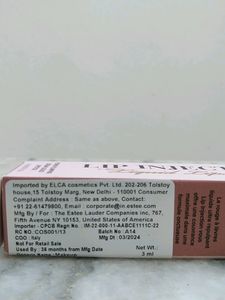 Imported by ELCA cosmetics Pvt. Ltd. 202-206 Tolstoy
house,15 Tolstoy Marg, New Delhi - 110001 Consumer
Complaint Address : Same as above, Contact:
+91 22-61479800, Email : corporate@in.estee.com
Mfg By / For : The Estee Lauder Companies inc, 767,
Fifth Avenue NY 10153, United States of America
Importer : CPCB Regn No : IM-22-000-11-AABCE1111C-22
RC No : COS001/13 Batch : A14
COO : Italy Mfg Dt : 03/2024
Not For Retail Sale
Used By : 36 months from Mfg Date
Net Wt. :
3 ml
Le rouge à lèvres
liquide